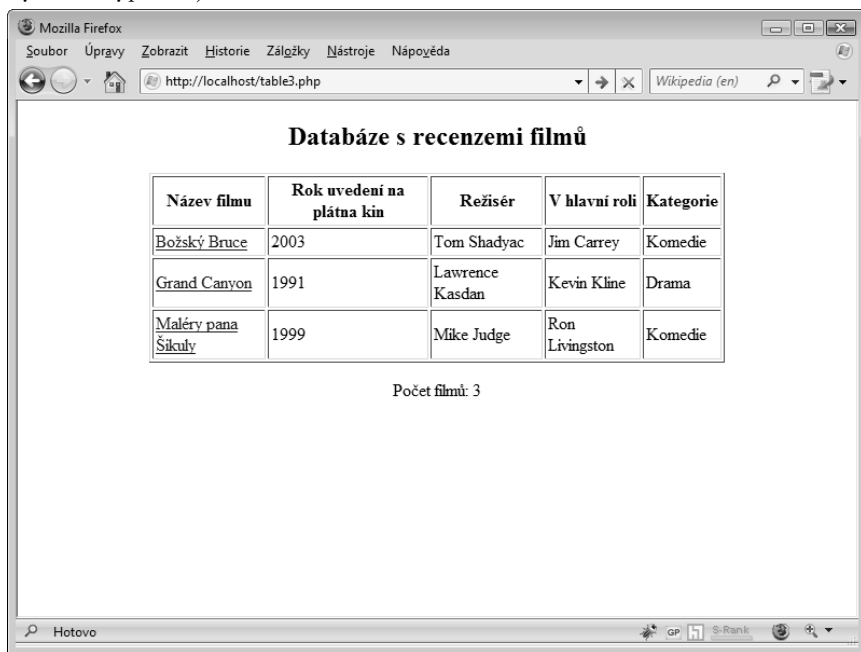 Mozilla Firefox
Soubor Úpravy Zobrazit Historie Záložky Nástroje Nápověda
http://localhost/table3.php Wikipedia (en)
Databáze s recenzemi filmů
Název filmu Rok uvedení na plátna kin Režisér V hlavní roli Kategorie
Božský Bruce 2003 Tom Shadyac Jim Carrey Komedie
Grand Canyon 1991 Lawrence Kasdan Kevin Kline Drama
Maléry pana Šikuly 1999 Mike Judge Ron Livingston Komedie
Počet filmů: 3
Hotovo GP S-Rank